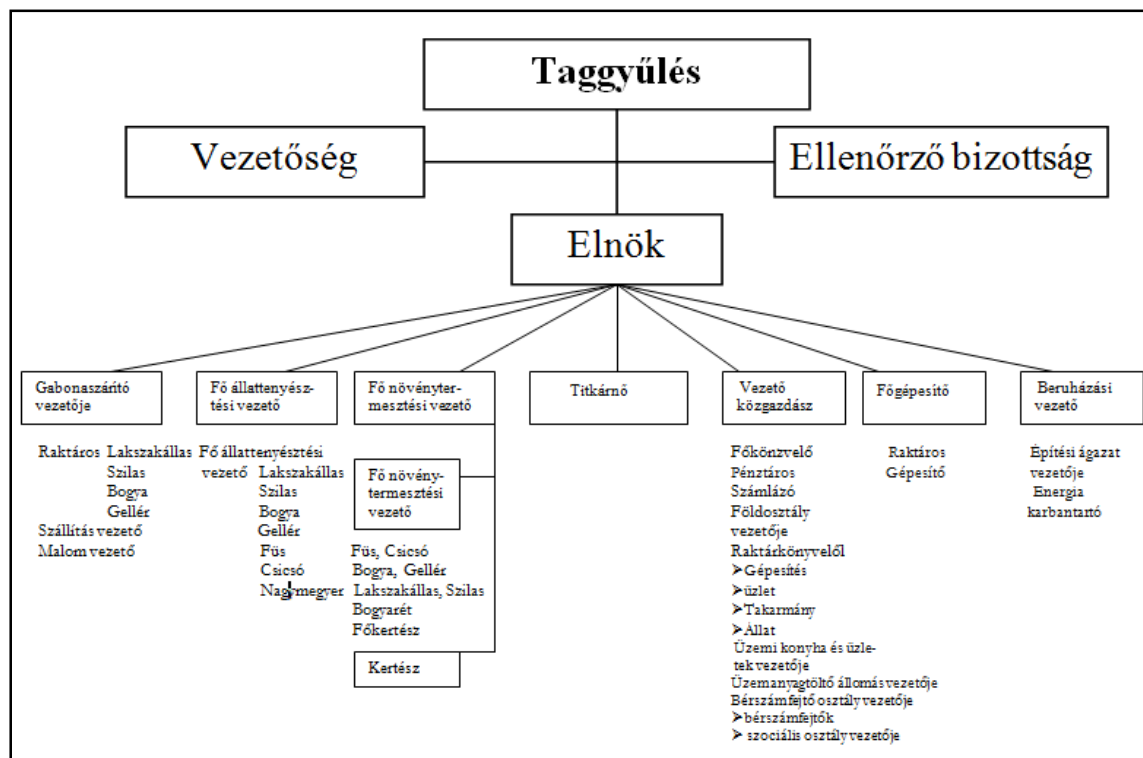 Taggyűlés
Vezetőség
Ellenőrző bizottság
Elnök
Gabonaszárító
vezetője
Fő állattenyész-
tési vezető
Fő növényter-
mesztési vezető
Titkárnő
Vezető
közgazdász
Főgépesitő
Beruházási
vezető
Raktáros Lakszakállas
Szilas
Bogya
Gellér
Szállítás vezető
Malom vezető
Fő állattenyésztési
vezető Lakszakállas
Szilas
Bogya
Gellér
Füs
Csicsó
Nagymegyer
Fő növény-
termesztési
vezető
Füs, Csicsó
Bogya, Gellér
Lakszakállas, Szilas
Bogyarét
Főkertész
Kertész
Főkönzvelő
Pénztáros
Számlázó
Földosztály
vezetője
Raktárkönyvelől
➤Gépesítés
➤üzlet
➤Takarmány
➤Állat
Üzemi konyha és üzle-
tek vezetője
Üzemanyagtöltő állomás vezetője
Bérszámfejtő osztály vezetője
➤bérszámfejtők
➤ szociális osztály vezetője
Raktáros
Gépesítő
Építési ágazat
vezetője
Energia
karbantartó